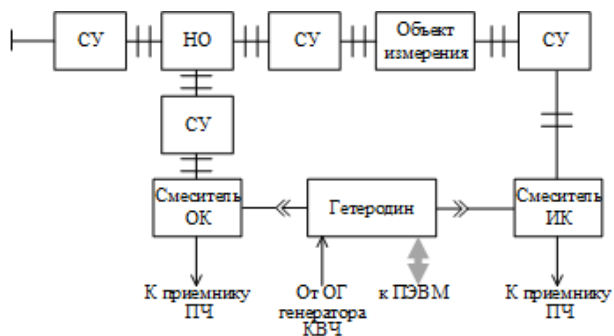 СУ
НО
СУ
Объект
измерения
СУ
СУ
Смеситель
ОК
Гетеродин
Смеситель
ИК
К приемнику
ПЧ
От ОГ
генератора
КВЧ
к ПЭВМ
К приемнику
ПЧ